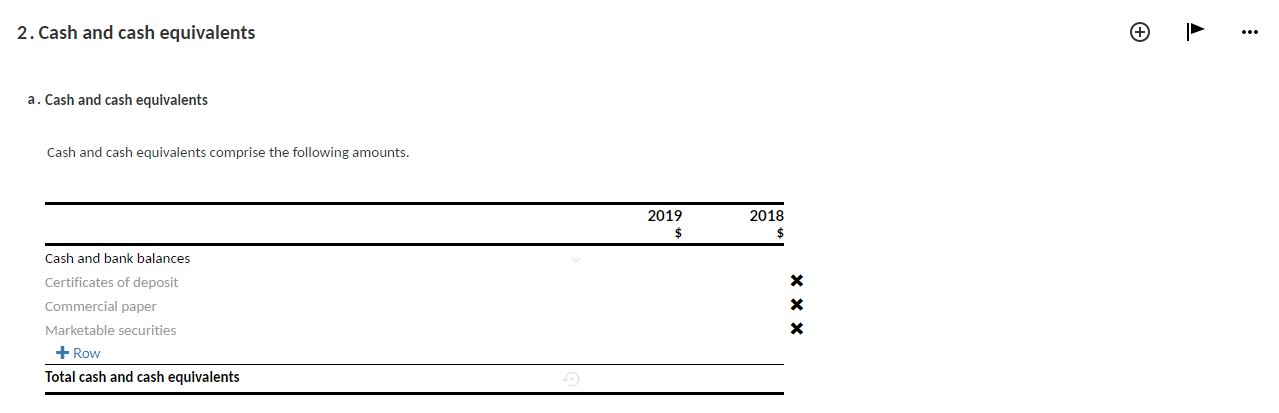 2. Cash and cash equivalents
a. Cash and cash equivalents
Cash and cash equivalents comprise the following amounts.
2019 2018
$ $
Cash and bank balances
Certificates of deposit
Commercial paper
Marketable securities
Row
Total cash and cash equivalents